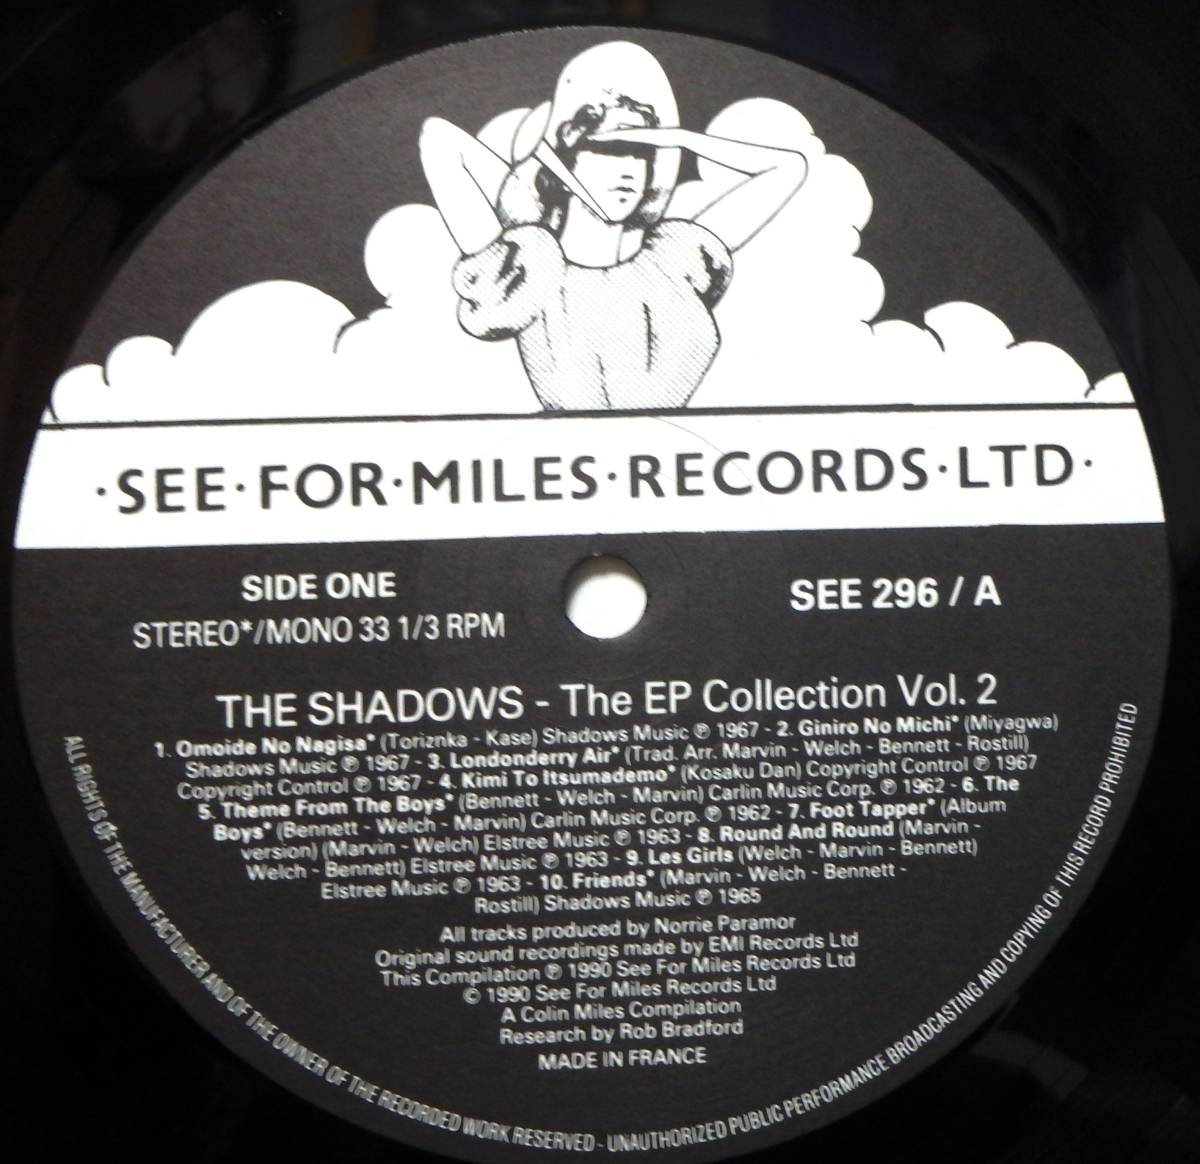 ·SEE·FOR·MILES·RECORDS·LTD·
SIDE ONE
STEREO*/MONO 33 1/3 RPM
SEE 296 / A
THE SHADOWS - The EP Collection Vol. 2
1. Omoide No Nagisa* (Toriznka - Kase) Shadows Music ℗ 1967 - 2. Giniro No Michi* (Miyagwa)
Shadows Music ℗ 1967 - 3. Londonderry Air* (Trad. Arr. Marvin - Welch - Bennett - Rostill)
Copyright Control ℗ 1967 - 4. Kimi To Itsumademo* (Kosaku Dan) Copyright Control ℗ 1967
5. Theme From The Boys* (Bennett - Welch - Marvin) Carlin Music Corp. ℗ 1962 - 6. The
Boys* (Bennett - Welch - Marvin) Carlin Music Corp. ℗ 1962 - 7. Foot Tapper* (Album
version) (Marvin - Welch) Elstree Music ℗ 1963 - 8. Round And Round (Marvin -
Welch - Bennett) Elstree Music ℗ 1963 - 9. Les Girls (Welch - Marvin - Bennett)
Elstree Music ℗ 1963 - 10. Friends* (Marvin - Welch - Bennett -
Rostill) Shadows Music ℗ 1965
All tracks produced by Norrie Paramor
Original sound recordings made by EMI Records Ltd
This Compilation ℗ 1990 See For Miles Records Ltd
© 1990 See For Miles Records Ltd
A Colin Miles Compilation
Research by Rob Bradford
MADE IN FRANCE
ALL RIGHTS OF THE MANUFACTURER AND OF THE OWNER OF THE RECORDED WORK RESERVED - UNAUTHORIZED PUBLIC PERFORMANCE BROADCASTING AND COPYING OF THIS RECORD PROHIBITED